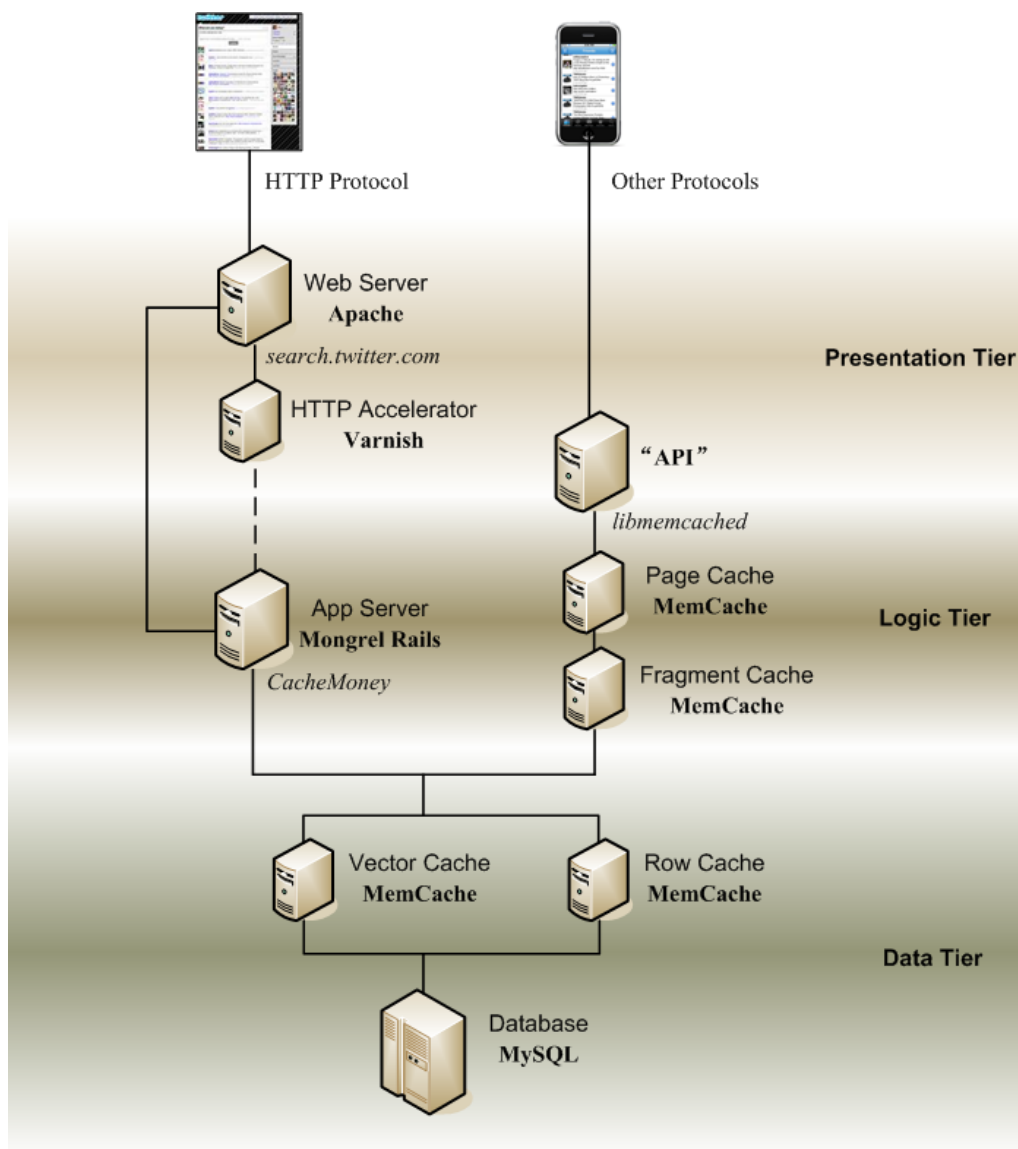 twitter
HTTP Protocol
Other Protocols
Web Server
Apache
search.twitter.com
Presentation Tier
HTTP Accelerator
Varnish
“API”
libmemcached
Page Cache
MemCache
App Server
Mongrel Rails
Logic Tier
CacheMoney
Fragment Cache
MemCache
Vector Cache
MemCache
Row Cache
MemCache
Data Tier
Database
MySQL